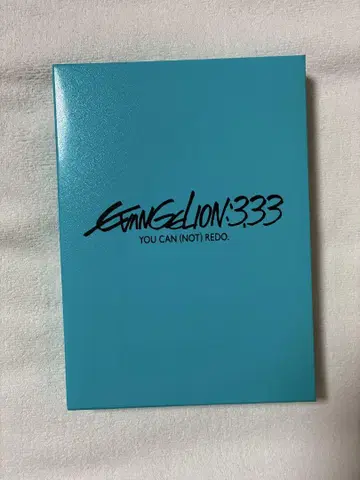 EVANGELION:3.33
YOU CAN (NOT) REDO.